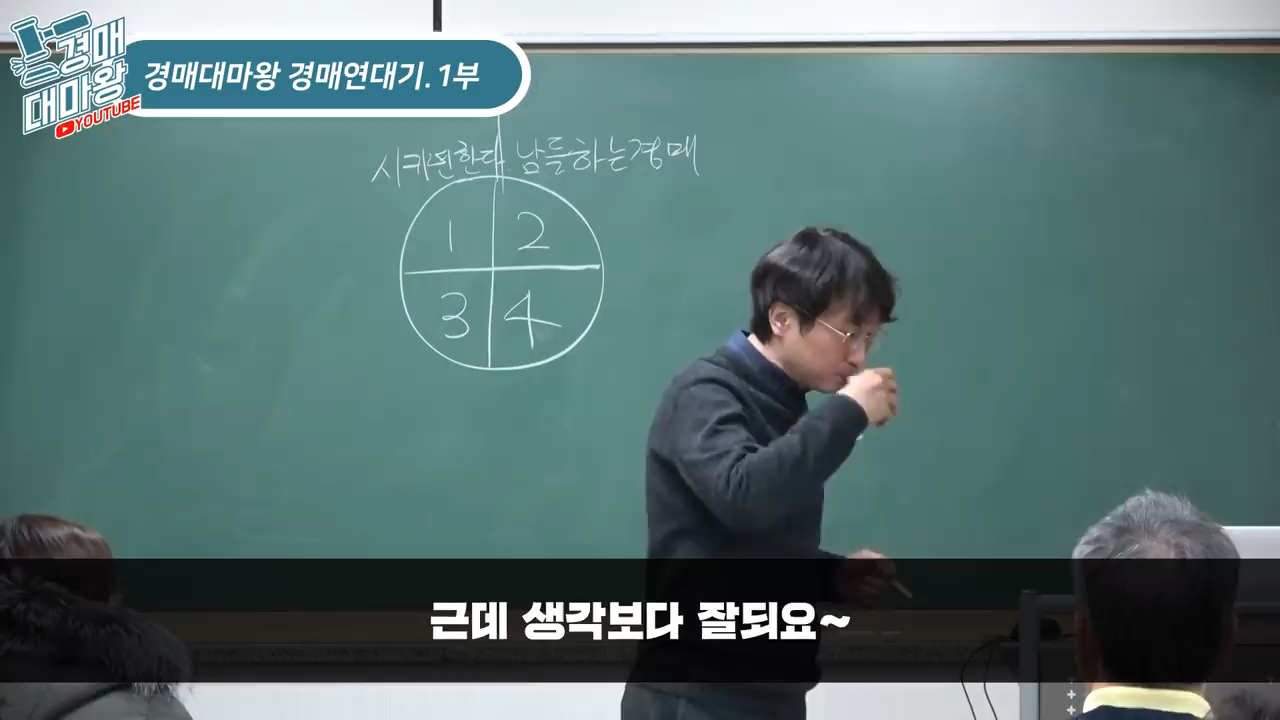 경매
대마왕
YOUTUBE
경매대마왕 경매연대기. 1부
시키면한다. 남들하는경매
1 2
3 4
근데 생각보다 잘되요~